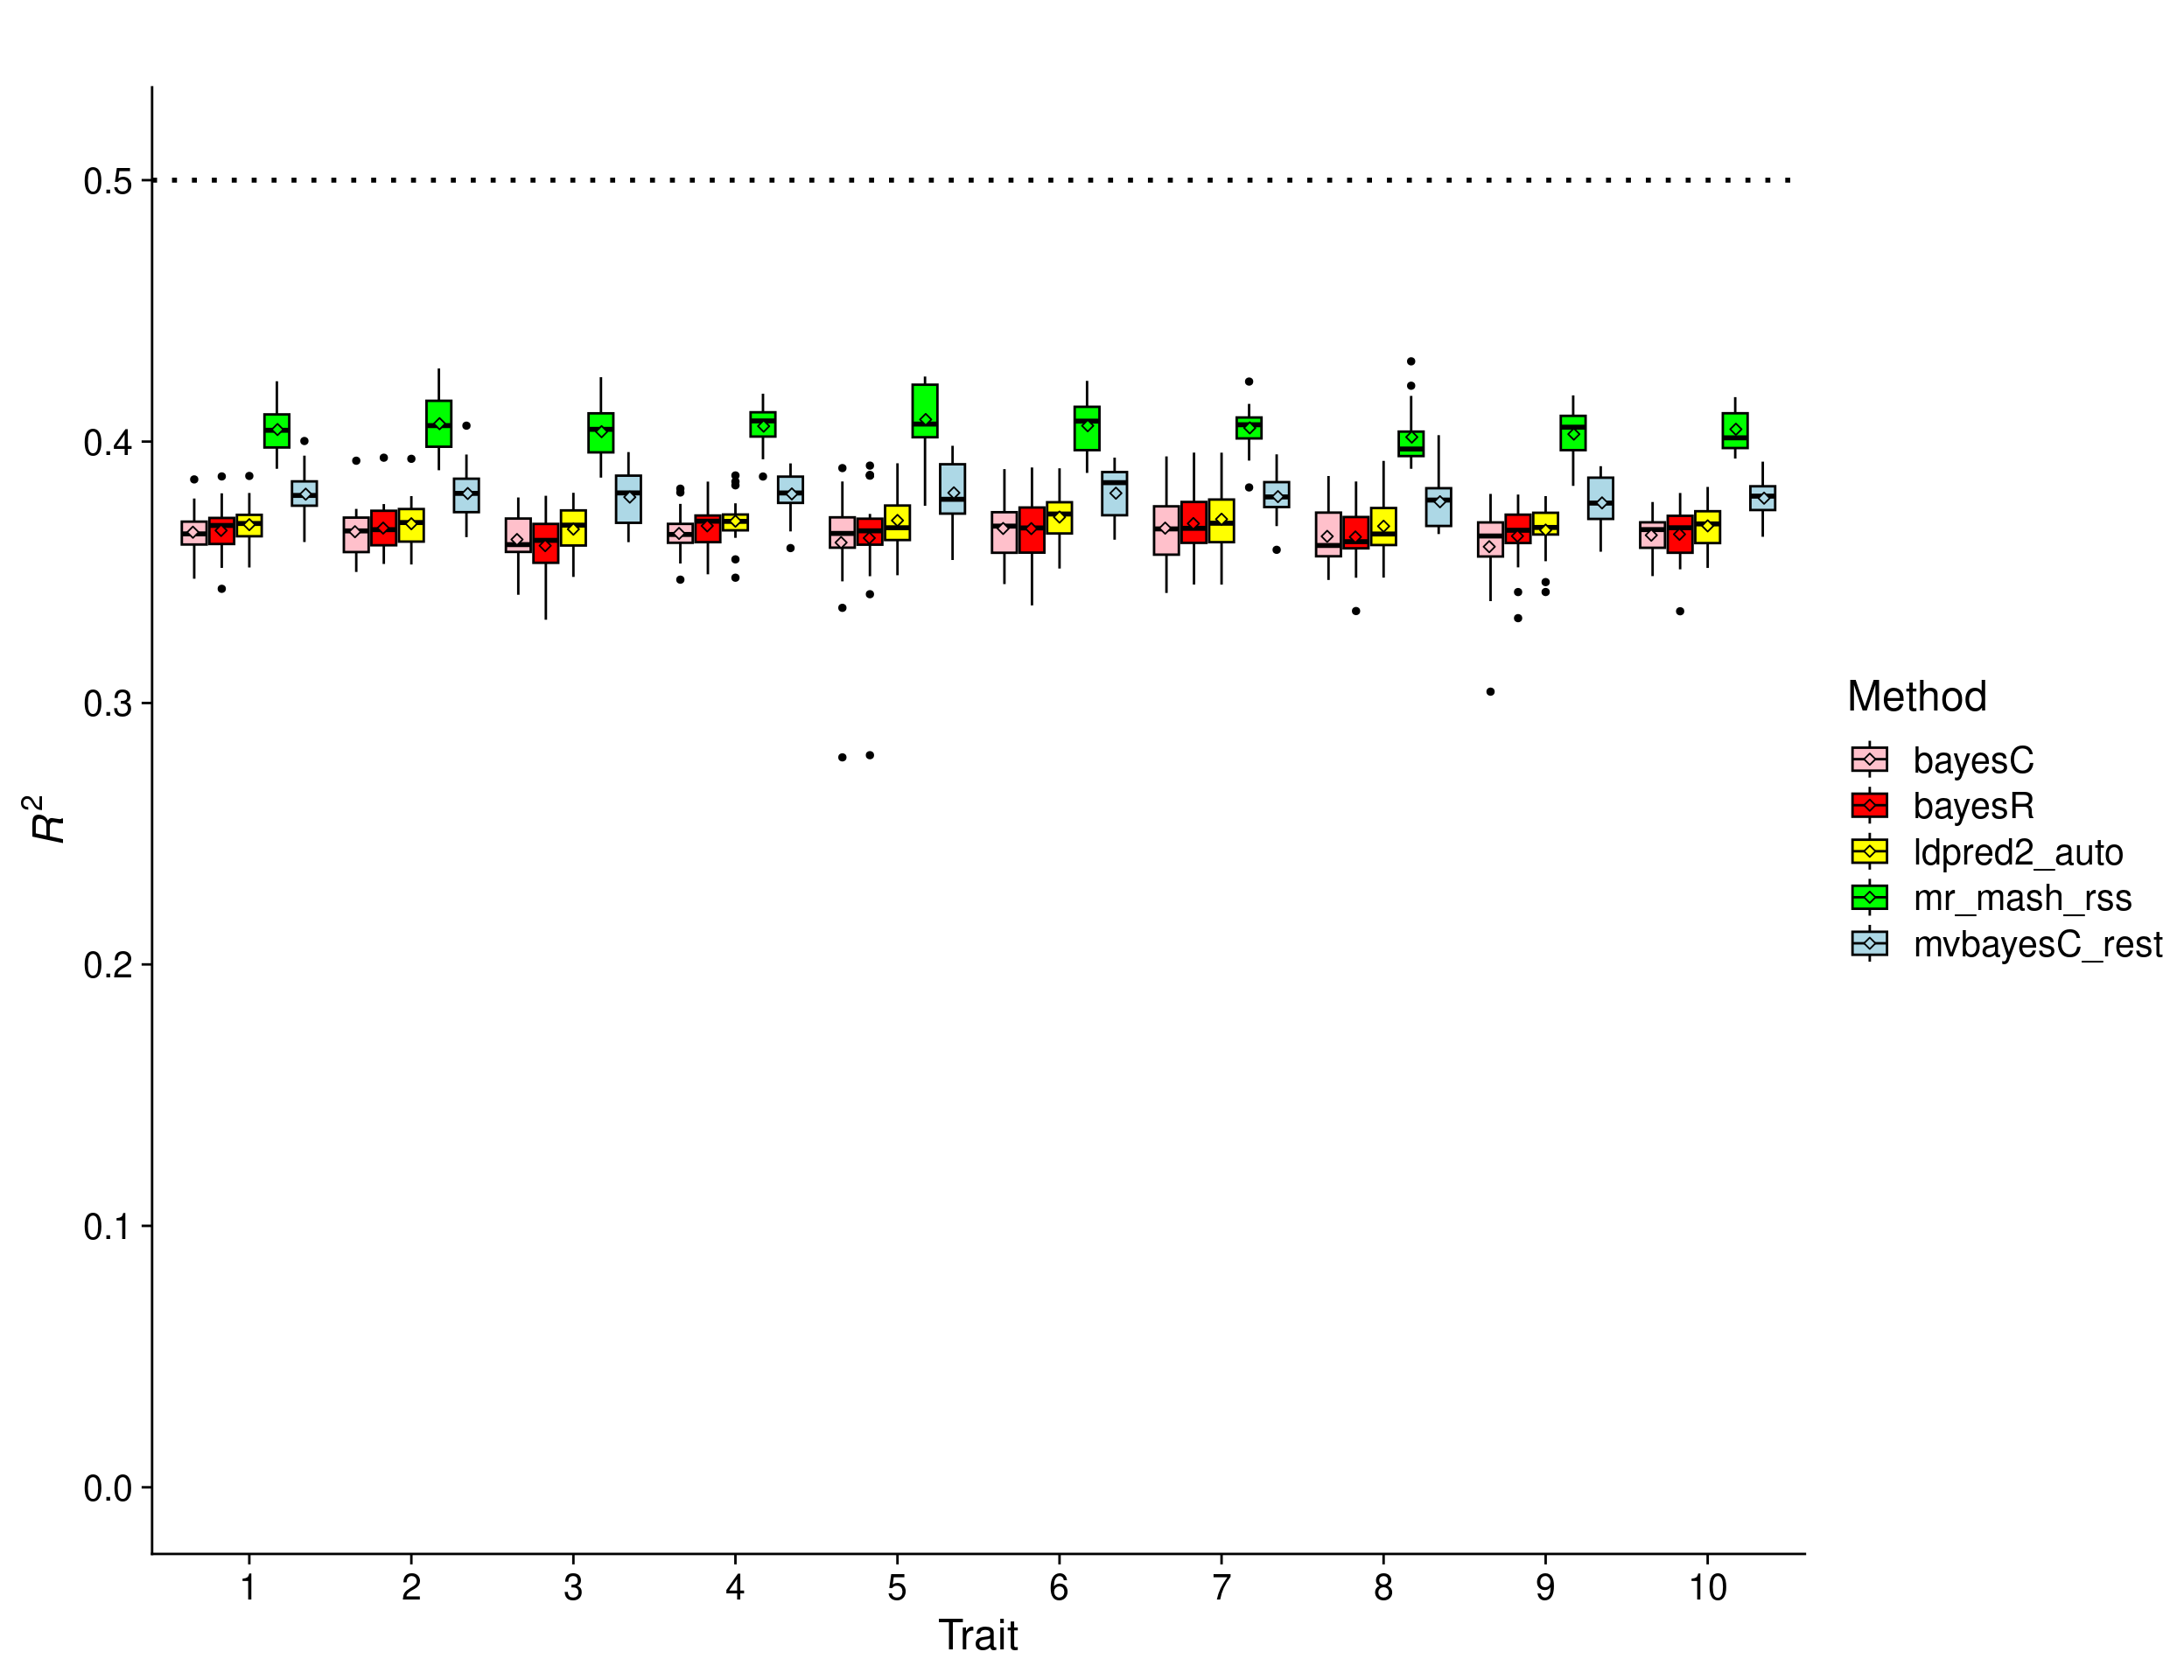 0.5
0.4
0.3
0.2
0.1
0.0
R²
1 2 3 4 5 6 7 8 9 10
Trait
Method
bayesC
bayesR
ldpred2_auto
mr_mash_rss
mvbayesC_rest